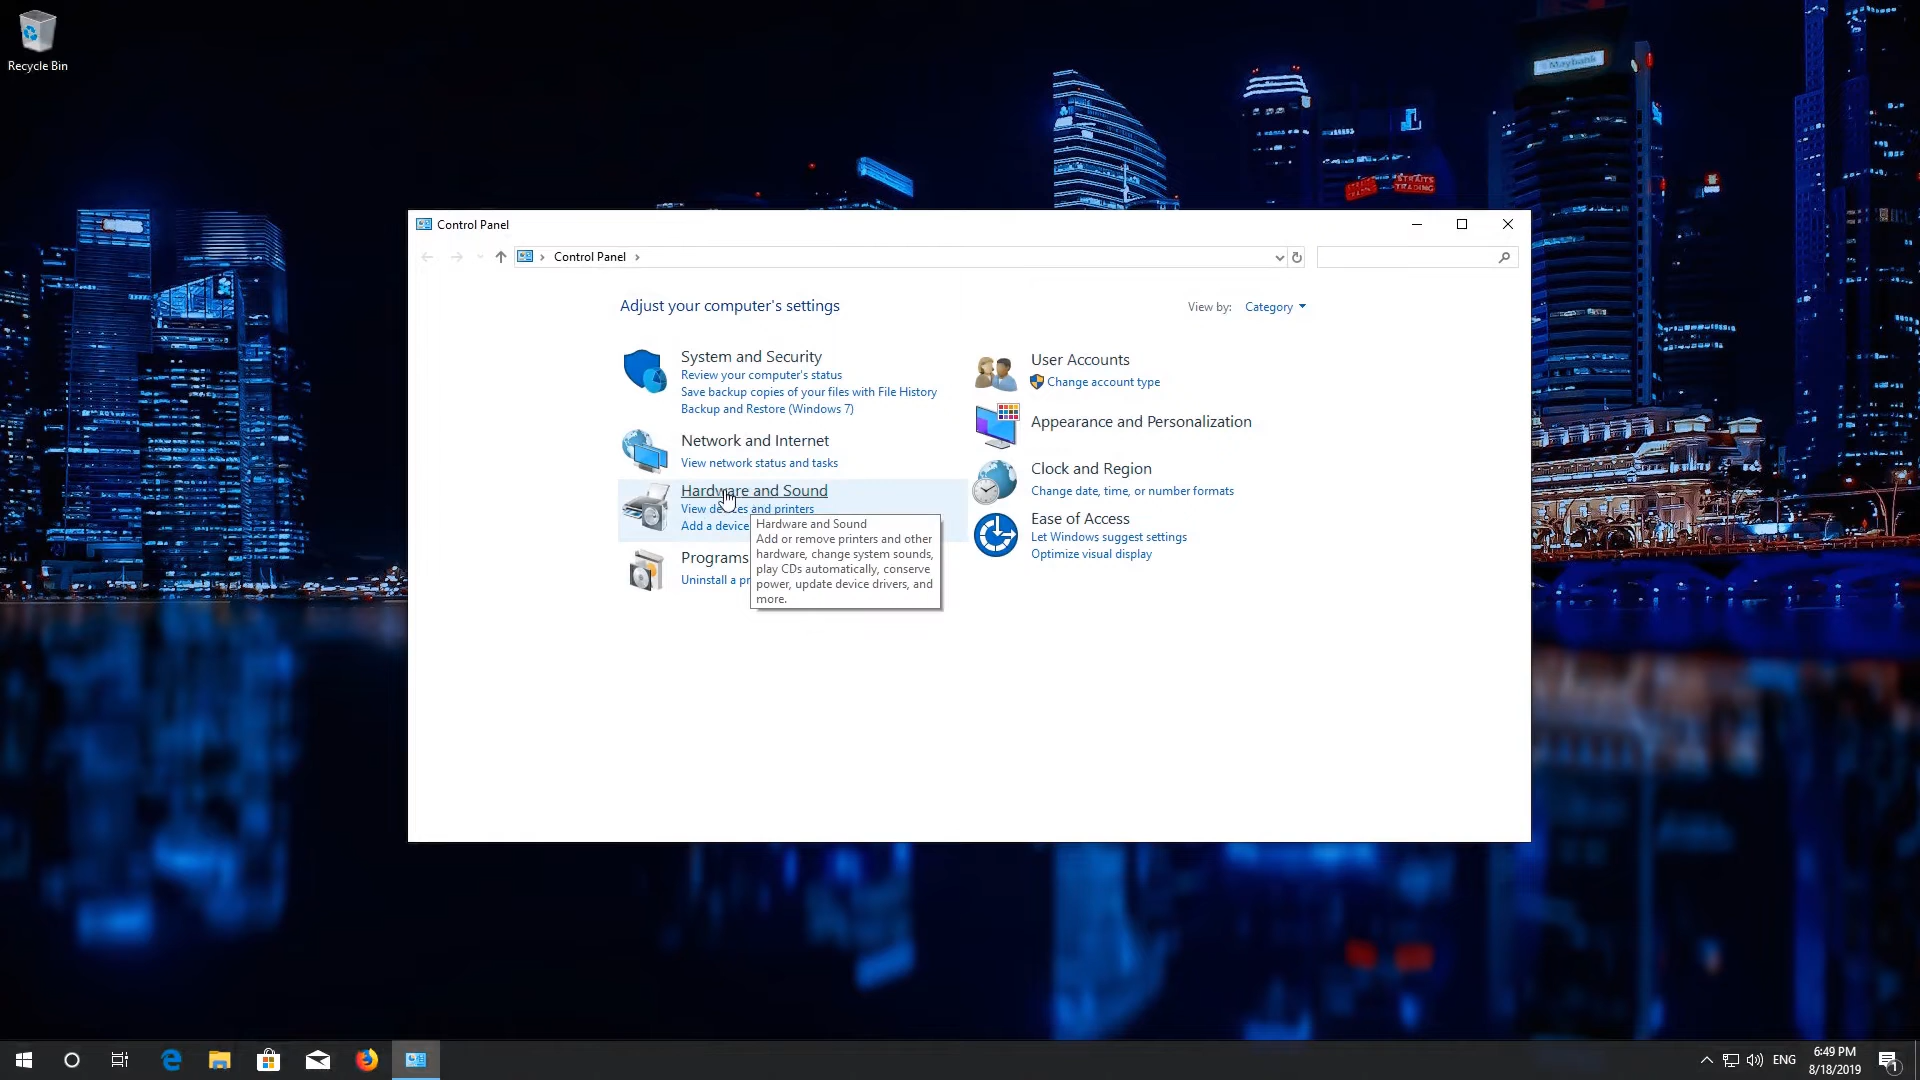 Recycle Bin
Maybank
STRAITS
TRADING
Control Panel
Control Panel
Adjust your computer's settings
View by: Category
System and Security
Review your computer's status
Save backup copies of your files with File History
Backup and Restore (Windows 7)
Network and Internet
View network status and tasks
Hardware and Sound
View devices and printers
Add a device
Programs
Uninstall a pr
Hardware and Sound
Add or remove printers and other
hardware, change system sounds,
play CDs automatically, conserve
power, update device drivers, and
more.
User Accounts
Change account type
Appearance and Personalization
Clock and Region
Change date, time, or number formats
Ease of Access
Let Windows suggest settings
Optimize visual display
ENG
6:49 PM
8/18/2019
1